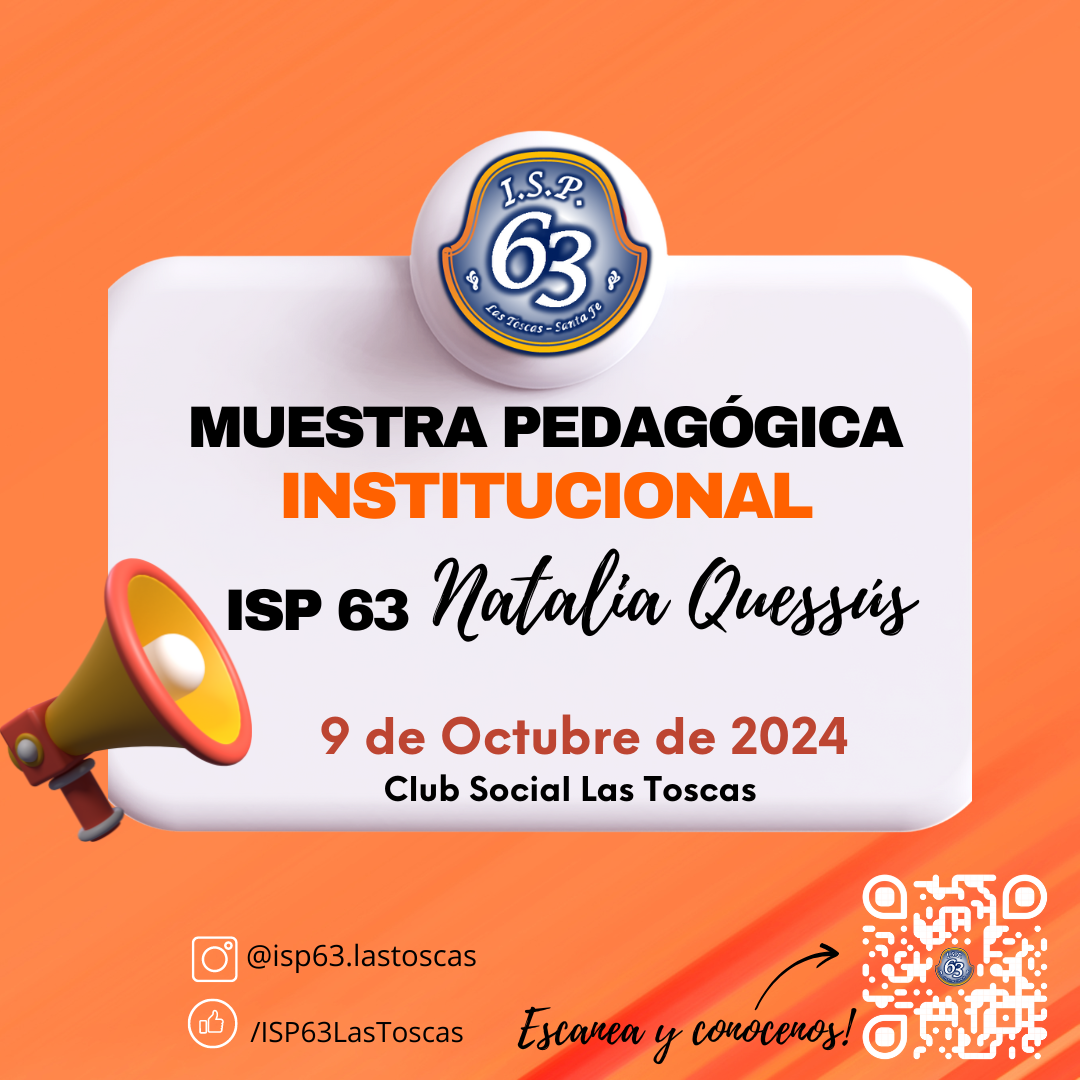 I.S.P.
63
Las Toscas - Santa Fe
MUESTRA PEDAGÓGICA
INSTITUCIONAL
ISP 63 Natalia Quessús
9 de Octubre de 2024
Club Social Las Toscas
@isp63.lastoscas
/ISP63LasToscas
Escanea y conocenos!
63